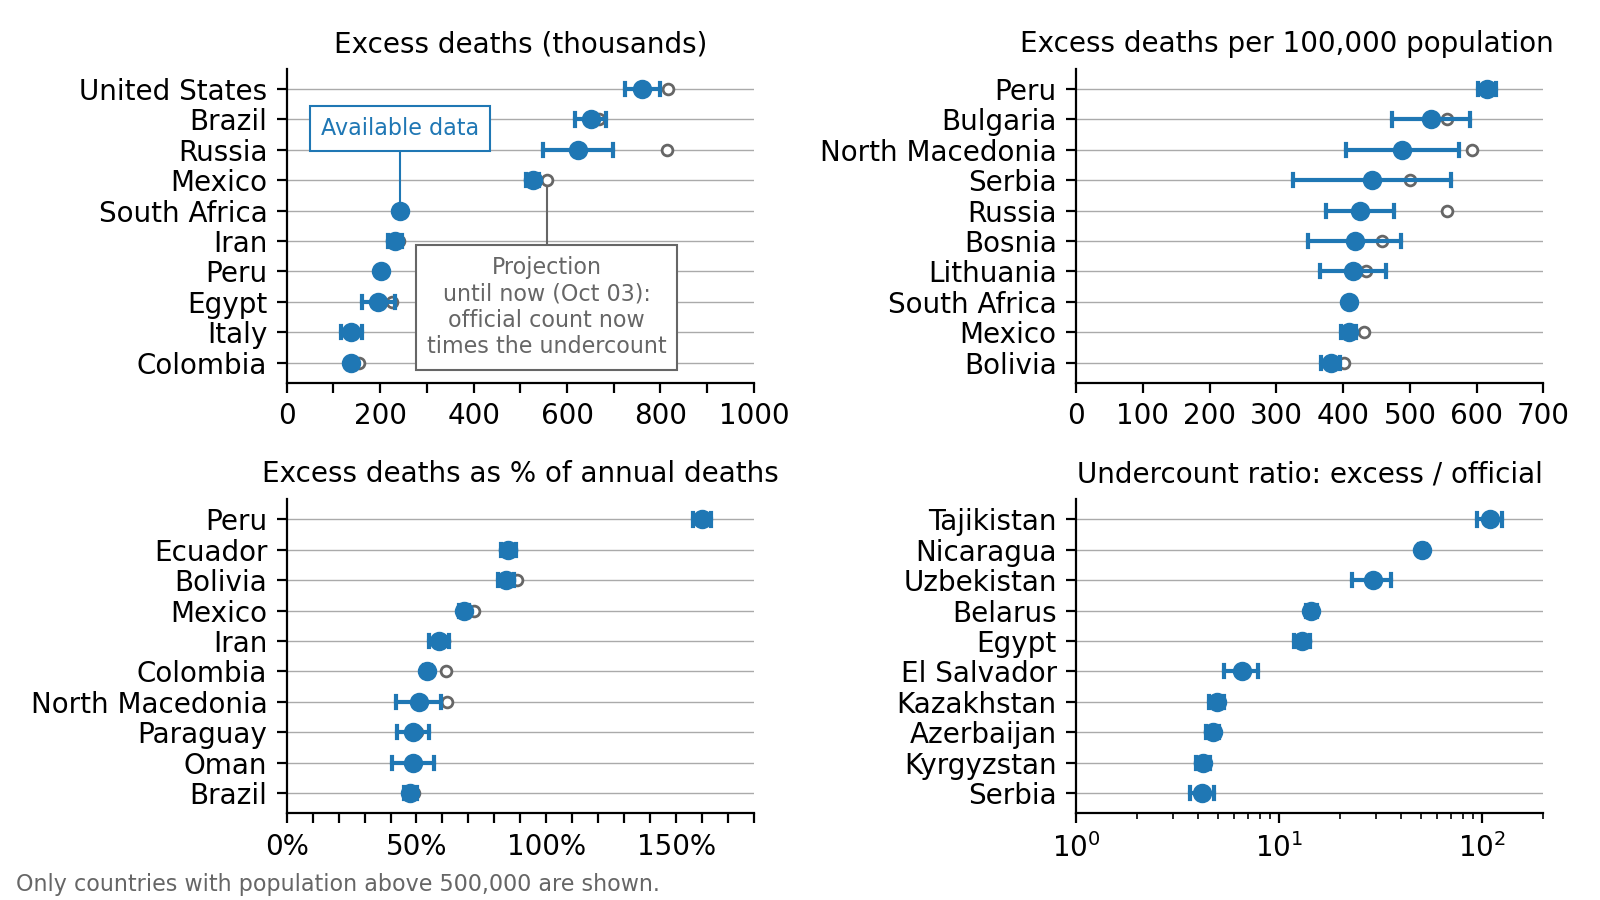 Excess deaths (thousands)
United States
Brazil
Russia
Mexico
South Africa
Iran
Peru
Egypt
Italy
Colombia
Available data
Projection
until now (Oct 03):
official count now
times the undercount
0 200 400 600 800 1000
Excess deaths per 100,000 population
Peru
Bulgaria
North Macedonia
Serbia
Russia
Bosnia
Lithuania
South Africa
Mexico
Bolivia
0 100 200 300 400 500 600 700
Excess deaths as % of annual deaths
Peru
Ecuador
Bolivia
Mexico
Iran
Colombia
North Macedonia
Paraguay
Oman
Brazil
0% 50% 100% 150%
Undercount ratio: excess / official
Tajikistan
Nicaragua
Uzbekistan
Belarus
Egypt
El Salvador
Kazakhstan
Azerbaijan
Kyrgyzstan
Serbia
10⁰ 10¹ 10²
Only countries with population above 500,000 are shown.